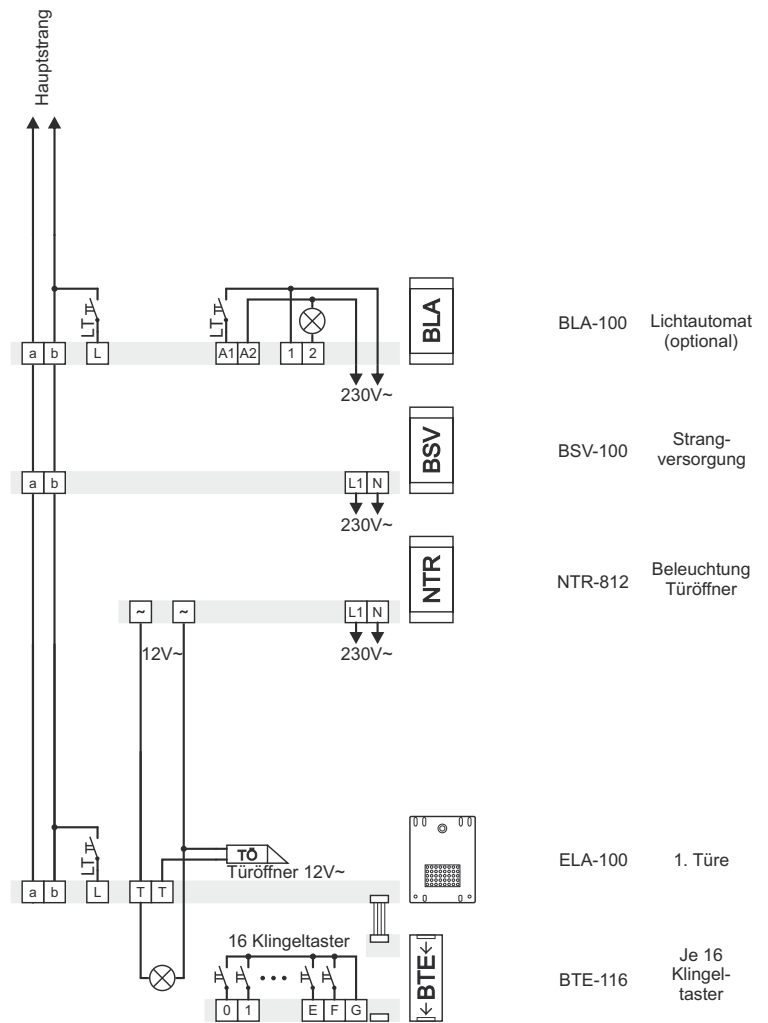 Hauptstrang
LT
LT
BLA
BLA-100
Lichtautomat
(optional)
a b L A1 A2 1 2
230V~
BSV
BSV-100
Strang-
versorgung
a b L1 N
230V~
NTR
NTR-812
Beleuchtung
Türöffner
~ ~ L1 N
12V~
230V~
LT
TÖ
Türöffner 12V~
ELA-100
1. Türe
a b L T T
16 Klingeltaster
BTE
BTE-116
Je 16
Klingel-
taster
0 1 E F G